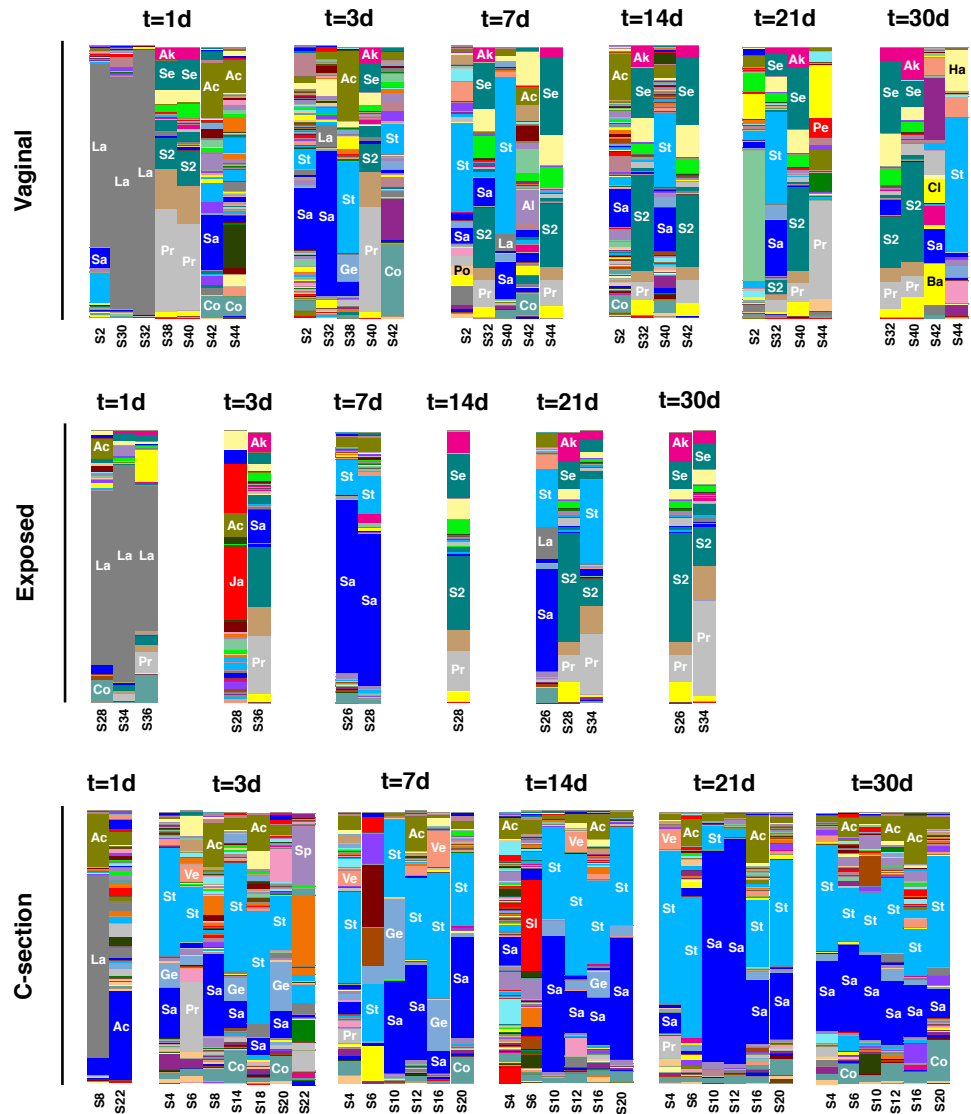 t=1d t=3d t=7d t=14d t=21d t=30d
Vaginal
La Sa La La Ak Se S2 Pr Se S2 Pr Ac Sa Co Ac Co
St Sa La Sa Ac St Ge Ak Se S2 Pr St Co
St Sa Po Ak Se Sa S2 Pr St La Sa Ac Al Co Se S2
Ac Sa Co Ak Se S2 Pr St Sa Se S2
Se St Sa S2 Ak Se S2 Pr Pe Pr
Se S2 Pr Ak Se S2 Pr Cl Sa Ba Ha St
S2 S30 S32 S38 S40 S42 S44
S2 S32 S38 S40 S42
S2 S32 S40 S42 S44
S2 S32 S40 S42
S2 S32 S40 S44
S32 S40 S42 S44
t=1d t=3d t=7d t=14d t=21d t=30d
Exposed
Ac La Co La La Pr
Ac Ja Ak Sa Pr
St Sa St Sa
Se S2 Pr
St La Sa Ak Se S2 Pr St S2 Pr
Ak Se S2 Pr Se S2 Pr
S28 S34 S36
S28 S36
S26 S28
S28
S26 S28 S34
S26 S34
t=1d t=3d t=7d t=14d t=21d t=30d
C-section
Ac La Ac
St Ge Sa Ve St Pr Ac Sa St Ge Sa Co Ac St Sa St Ge Sa Co Sp
Ve St Pr St St Ge Sa Ac St Sa Ve St Ge Sa St Sa Co
Ac Sa Sl St Sa Ve St Sa Ac St Ge Sa St Sa
Ve St Sa Pr Ac St St Sa Sa Ac St Sa St Sa
St Sa Ac St Sa Co St Sa Ac St Sa Ac St Sa St Sa Co
S8 S22
S4 S6 S8 S14 S18 S20 S22
S4 S6 S10 S12 S16 S20
S4 S6 S10 S12 S16 S20
S4 S6 S10 S12 S16 S20
S4 S6 S10 S12 S16 S20